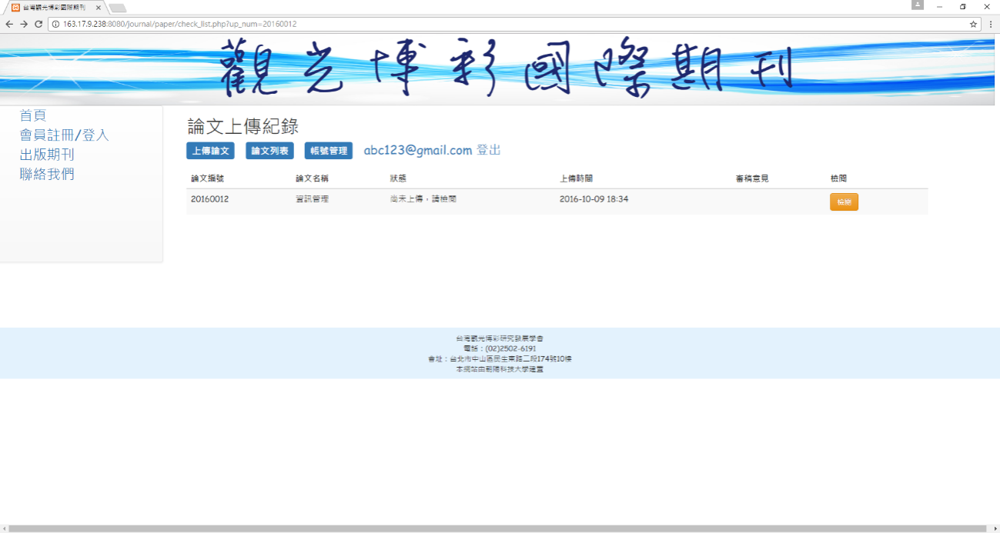 台灣觀光博彩國際期刊
163.17.9.238:8080/journal/paper/check_list.php?up_num=20160012
觀光博彩國際期刊
首頁
會員註冊/登入
出版期刊
聯絡我們
論文上傳紀錄
上傳論文 論文列表 帳號管理 abc123@gmail.com 登出
論文編號 論文名稱 狀態 上傳時間 審稿意見 檢閱
20160012 資訊管理 尚未上傳，請檢閱 2016-10-09 18:34 檢閱
台灣觀光博彩研究發展學會
電話：(02)2502-6191
會址：台北市中山區民生東路二段174號10樓
本網站由朝陽科技大學建置